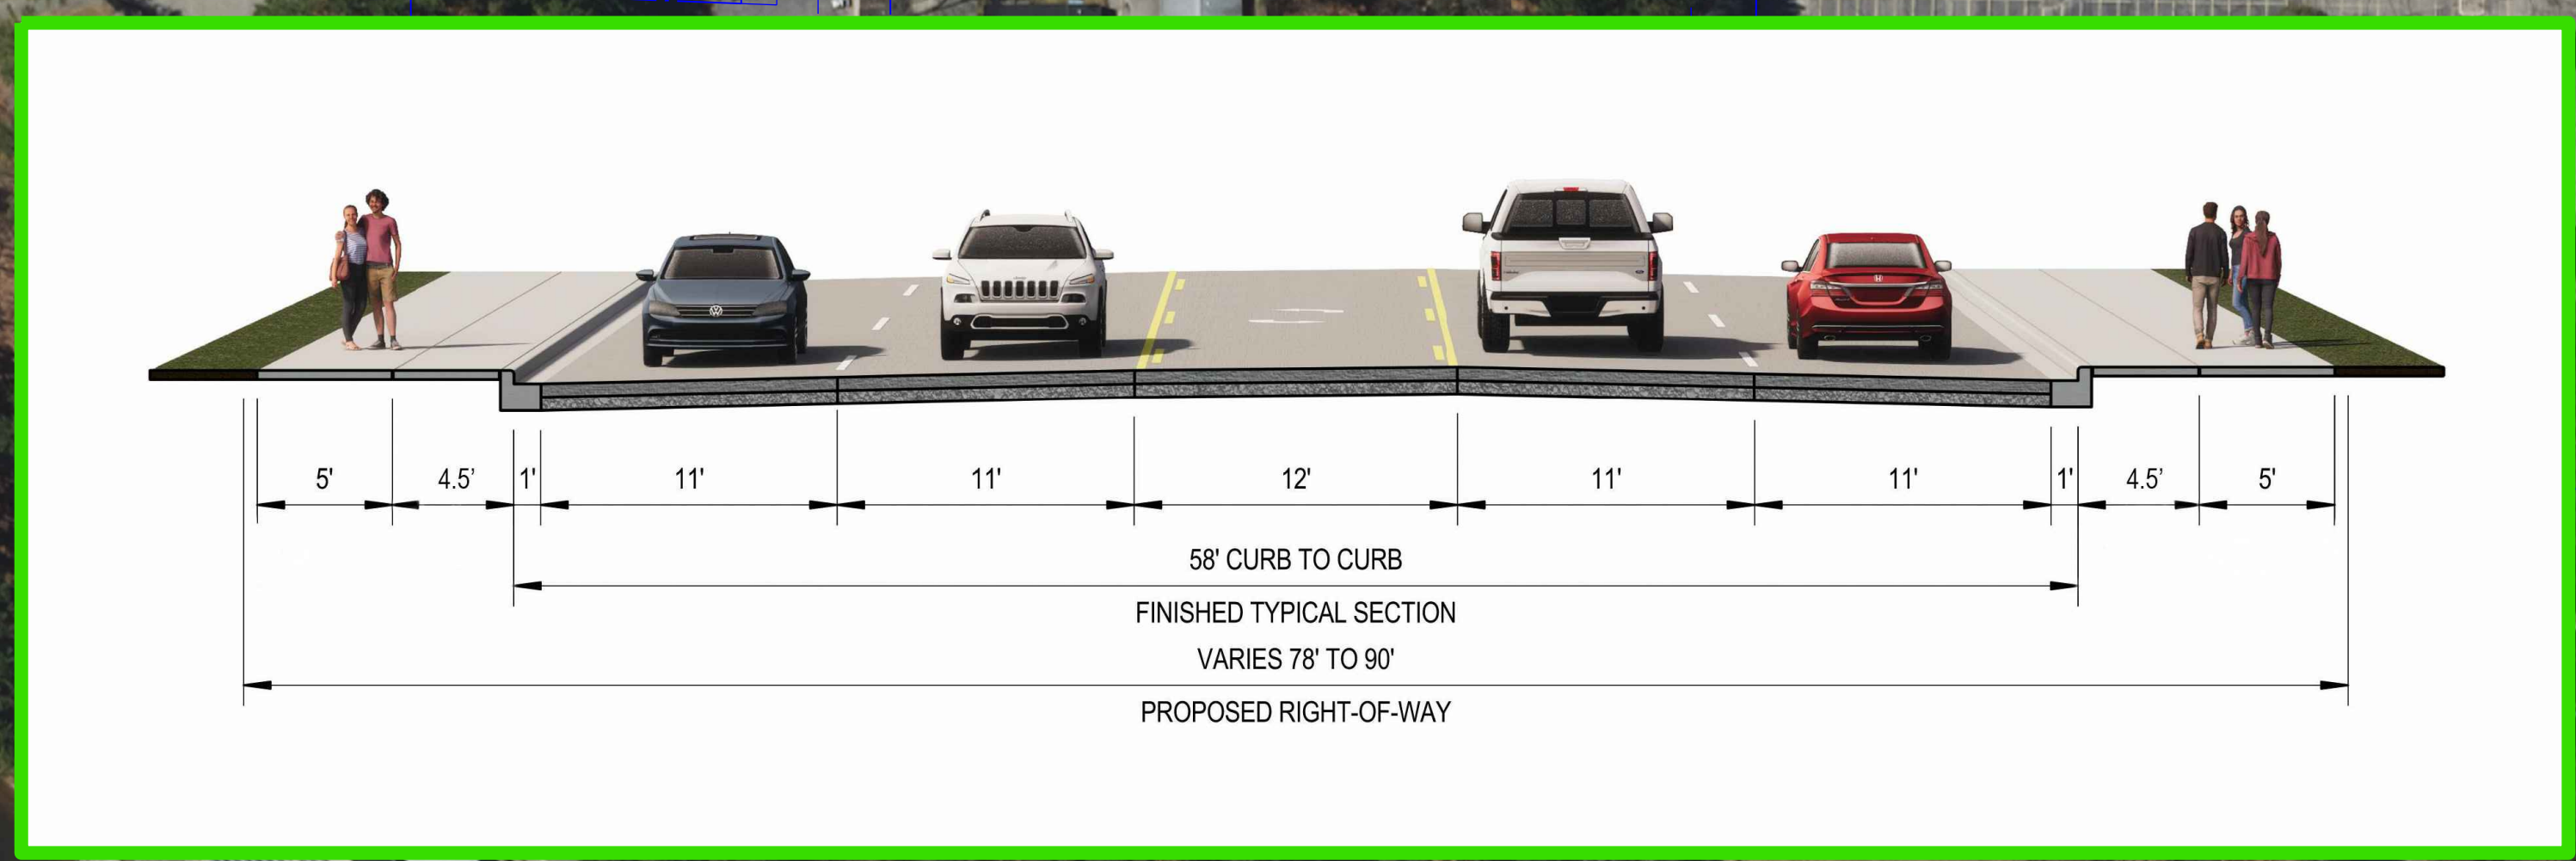 5' 4.5’ 1' 11' 11' 12' 11' 11' 1' 4.5’ 5'
58' CURB TO CURB
FINISHED TYPICAL SECTION
VARIES 78' TO 90'
PROPOSED RIGHT-OF-WAY